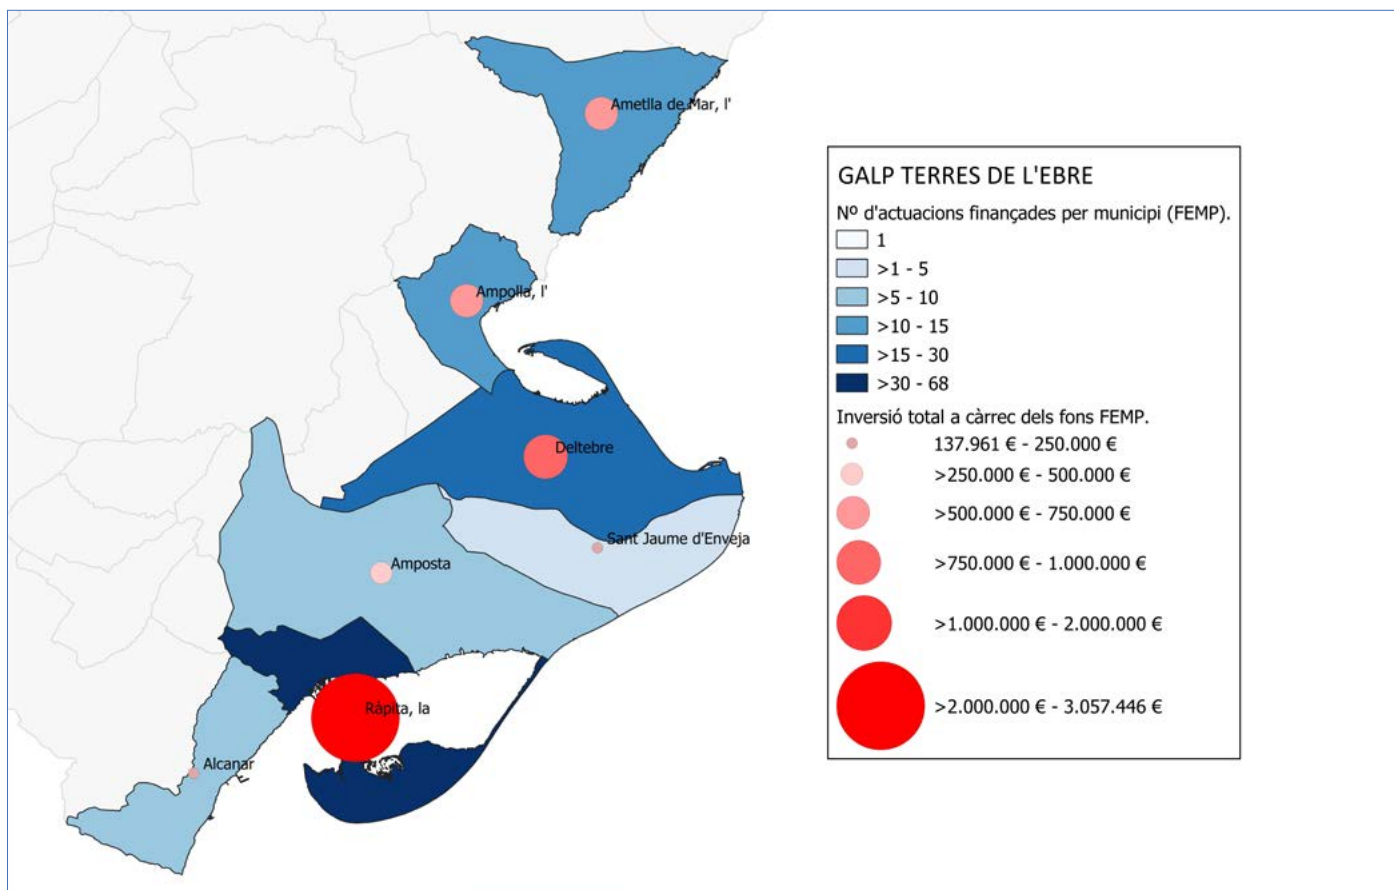 Ametlla de Mar, l'
Ampolla, l'
Deltebre
Sant Jaume d'Enveja
Amposta
Ràpita, la
Alcanar
GALP TERRES DE L'EBRE
Nº d'actuacions finançades per municipi (FEMP).
1
>1 - 5
>5 - 10
>10 - 15
>15 - 30
>30 - 68
Inversió total a càrrec dels fons FEMP.
137.961 € - 250.000 €
>250.000 € - 500.000 €
>500.000 € - 750.000 €
>750.000 € - 1.000.000 €
>1.000.000 € - 2.000.000 €
>2.000.000 € - 3.057.446 €